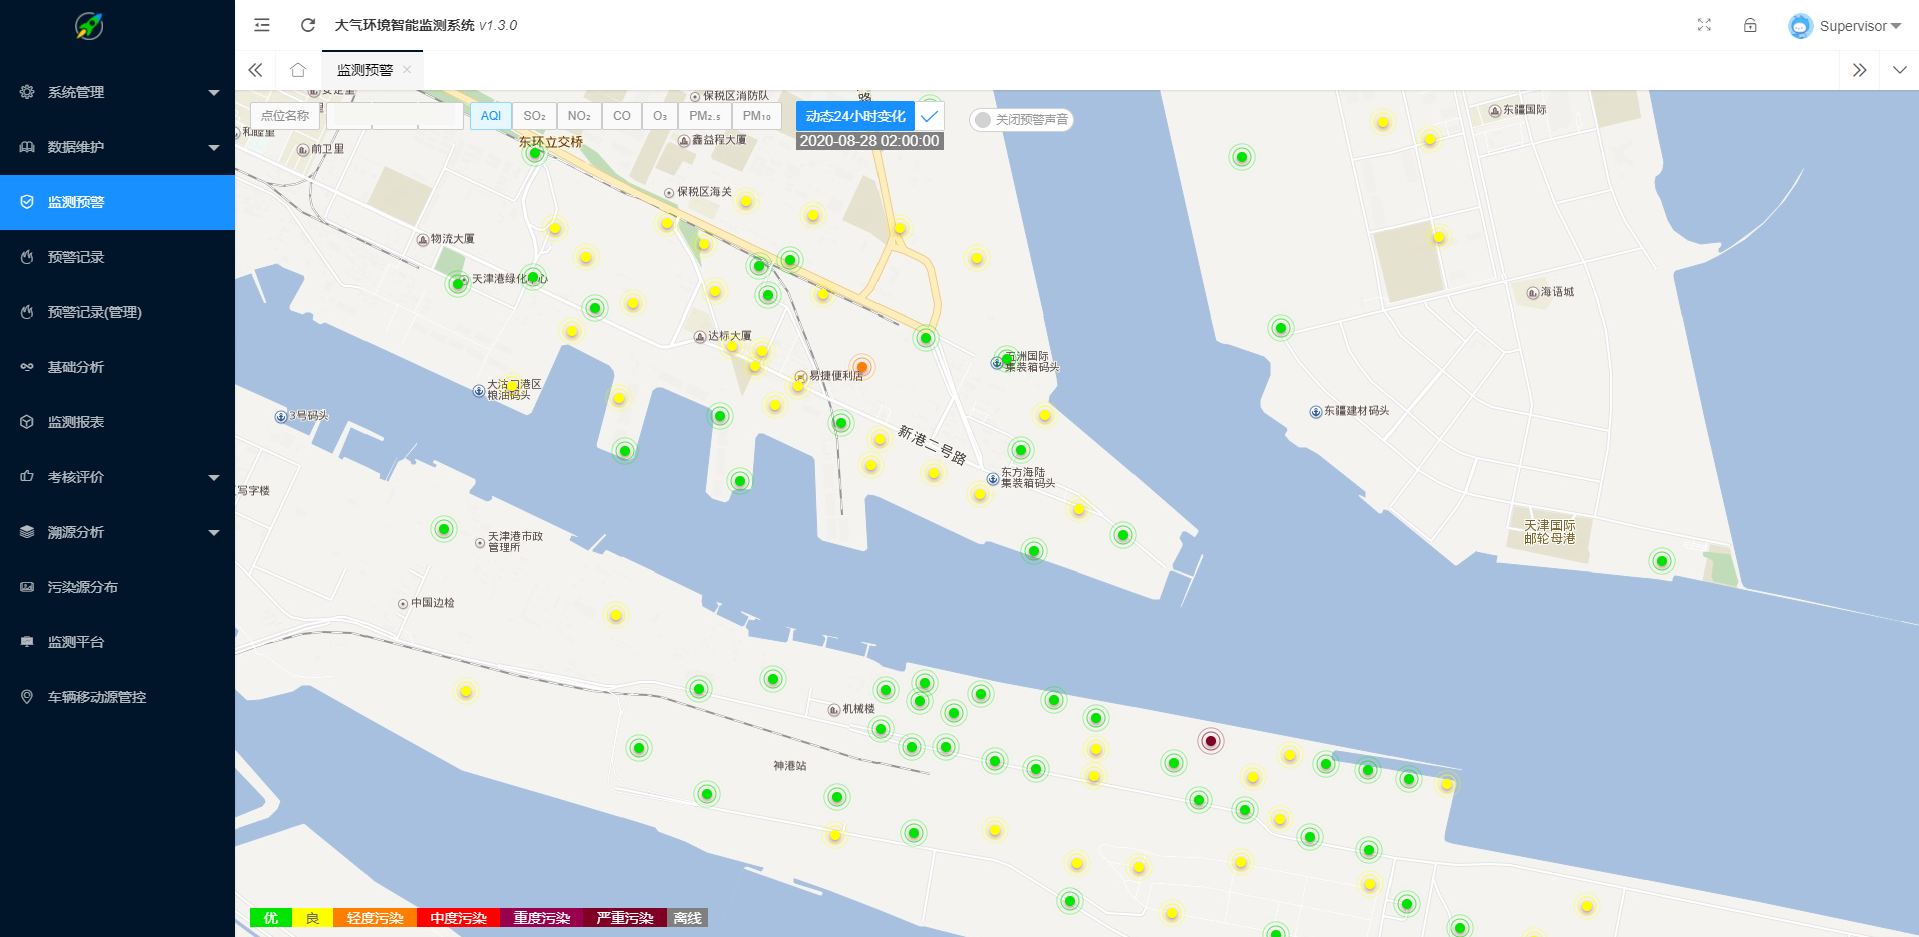 大气环境智能监测系统 v1.3.0
Supervisor
监测预警
系统管理
数据维护
监测预警
预警记录
预警记录(管理)
基础分析
监测报表
考核评价
溯源分析
污染源分布
监测平台
车辆移动源管控
点位名称
AQI
SO₂
NO₂
CO
O₃
PM₂.₅
PM₁₀
动态24小时变化
2020-08-28 02:00:00
关闭预警声音
保税区消防队
路
东疆国际
和睦里
前卫里
东环立交桥
鑫益程大厦
保税区海关
物流大厦
天津港绿化中心
海语城
达标大厦
五洲国际
集装箱码头
易捷便利店
粮油码头
3号码头
东疆建材码头
新港二号路
东方海陆
集装箱码头
写字楼
天津港市政
管理所
天津国际
邮轮母港
中国边检
机械楼
神港站
优
良
轻度污染
中度污染
重度污染
严重污染
离线